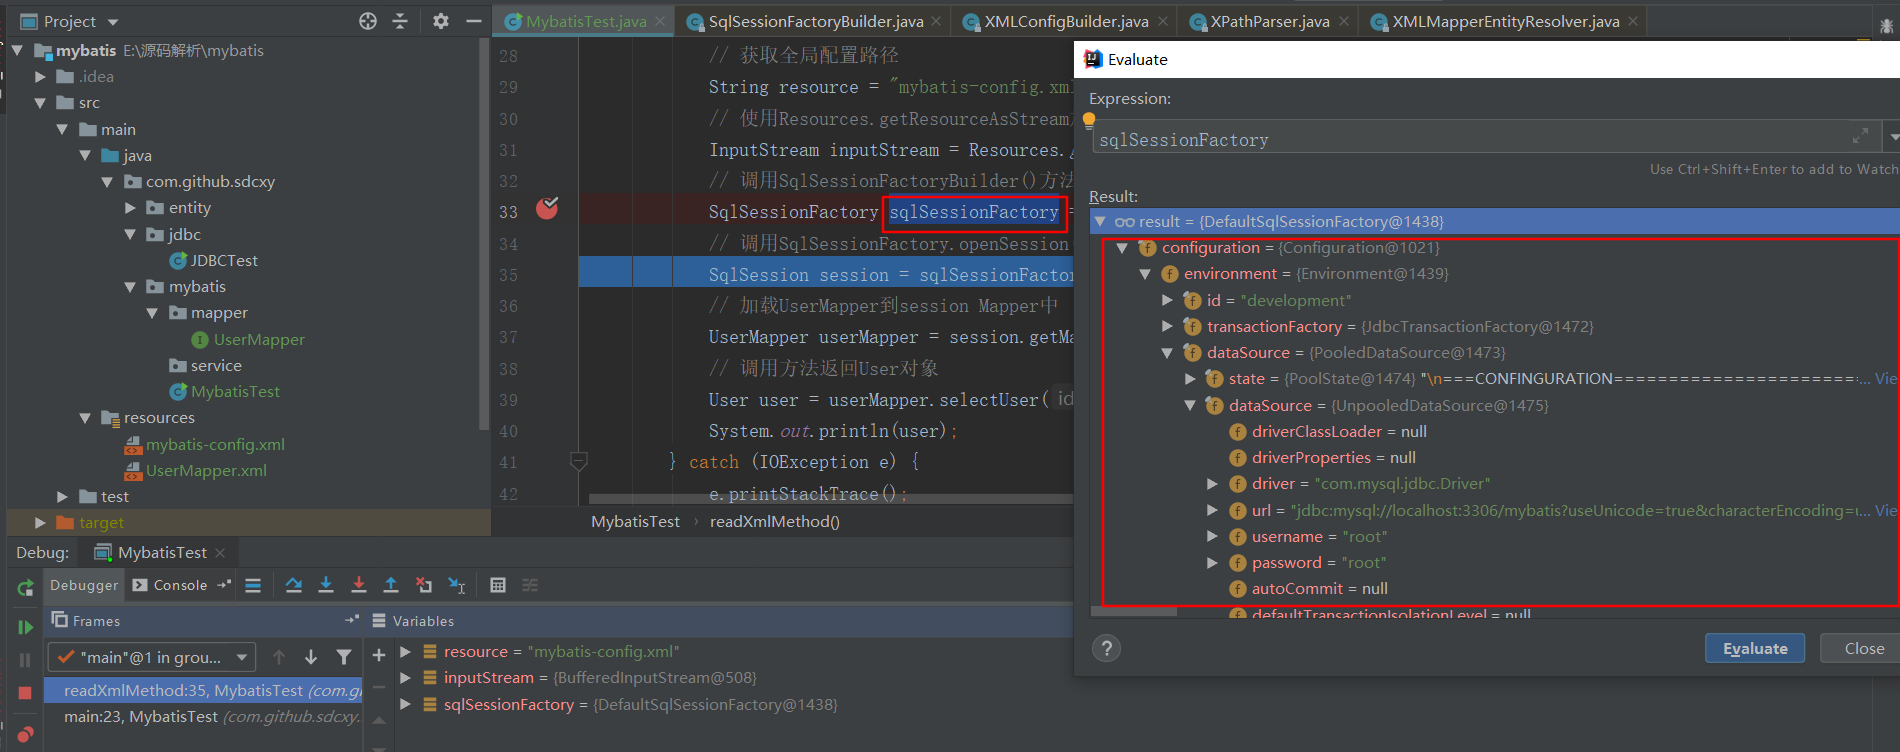 Project
MybatisTest.java
SqlSessionFactoryBuilder.java
XMLConfigBuilder.java
XPathParser.java
XMLMapperEntityResolver.java
mybatis E:\源码解析\mybatis
.idea
src
main
java
com.github.sdcxy
entity
jdbc
JDBCTest
mybatis
mapper
UserMapper
service
MybatisTest
resources
mybatis-config.xml
UserMapper.xml
test
target
28 // 获取全局配置路径
29 String resource = "mybatis-config.xml
30 // 使用Resources.getResourceAsStream
31 InputStream inputStream = Resources.
32 // 调用SqlSessionFactoryBuilder()方法
33 SqlSessionFactory sqlSessionFactory =
34 // 调用SqlSessionFactory.openSession
35 SqlSession session = sqlSessionFactor
36 // 加载UserMapper到session Mapper中
37 UserMapper userMapper = session.getMa
38 // 调用方法返回User对象
39 User user = userMapper.selectUser( id
40 System.out.println(user);
41 } catch (IOException e) {
42 e.printStackTrace();
MybatisTest › readXmlMethod()
Evaluate
Expression:
sqlSessionFactory
Use Ctrl+Shift+Enter to add to Watch
Result:
result = {DefaultSqlSessionFactory@1438}
configuration = {Configuration@1021}
environment = {Environment@1439}
id = "development"
transactionFactory = {JdbcTransactionFactory@1472}
dataSource = {PooledDataSource@1473}
state = {PoolState@1474} "\n===CONFINGURATION======================= ... Vie
dataSource = {UnpooledDataSource@1475}
driverClassLoader = null
driverProperties = null
driver = "com.mysql.jdbc.Driver"
url = "jdbc:mysql://localhost:3306/mybatis?useUnicode=true&characterEncoding=u... Vie
username = "root"
password = "root"
autoCommit = null
defaultTransactionIsolationLevel = null
?
Evaluate
Close
Debug: MybatisTest
Debugger
Console
Frames
Variables
"main"@1 in grou...
readXmlMethod:35, MybatisTest (com.gi
main:23, MybatisTest (com.github.sdcxy.
resource = "mybatis-config.xml"
inputStream = {BufferedInputStream@508}
sqlSessionFactory = {DefaultSqlSessionFactory@1438}